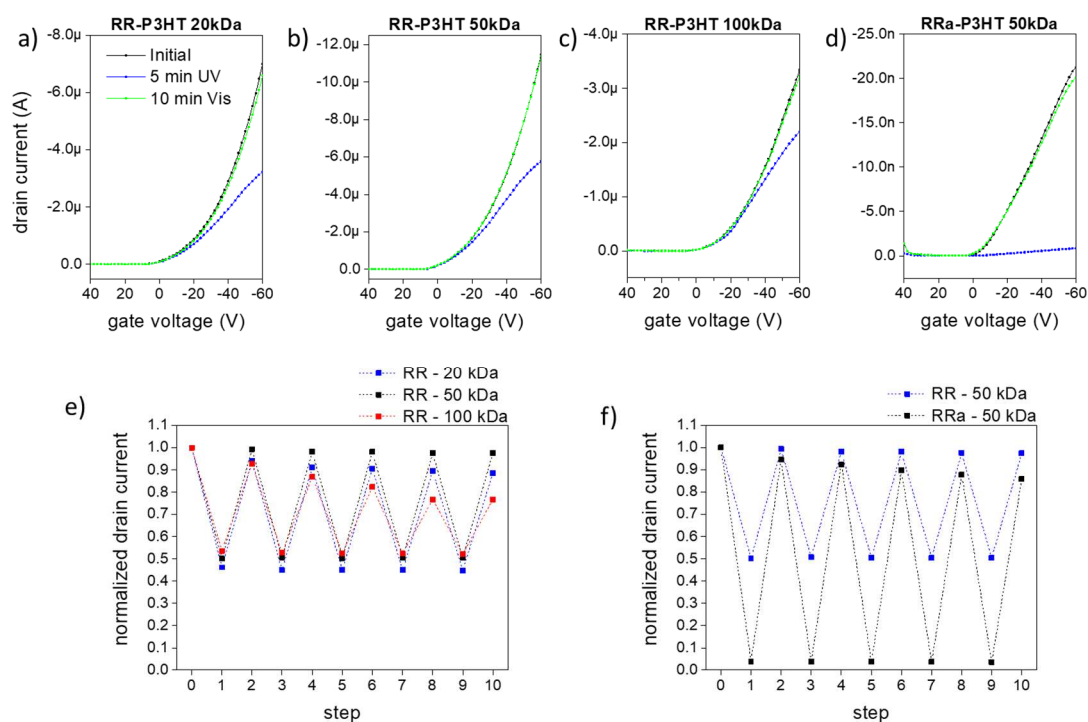 RR-P3HT 20kDa
RR-P3HT 50kDa
RR-P3HT 100kDa
RRa-P3HT 50kDa
a)
b)
c)
d)
-8.0µ
-6.0µ
-4.0µ
-2.0µ
0.0
Initial
5 min UV
10 min Vis
drain current (A)
40 20 0 -20 -40 -60
gate voltage (V)
-12.0µ
-10.0µ
-8.0µ
-6.0µ
-4.0µ
-2.0µ
0.0
40 20 0 -20 -40 -60
gate voltage (V)
-4.0µ
-3.0µ
-2.0µ
-1.0µ
0.0
40 20 0 -20 -40 -60
gate voltage (V)
-25.0n
-20.0n
-15.0n
-10.0n
-5.0n
0.0
40 20 0 -20 -40 -60
gate voltage (V)
e)
RR - 20 kDa
RR - 50 kDa
RR - 100 kDa
1.1
1.0
0.9
0.8
0.7
0.6
0.5
0.4
0.3
0.2
0.1
0.0
normalized drain current
0 1 2 3 4 5 6 7 8 9 10
step
f)
RR - 50 kDa
RRa - 50 kDa
1.1
1.0
0.9
0.8
0.7
0.6
0.5
0.4
0.3
0.2
0.1
0.0
normalized drain current
0 1 2 3 4 5 6 7 8 9 10
step